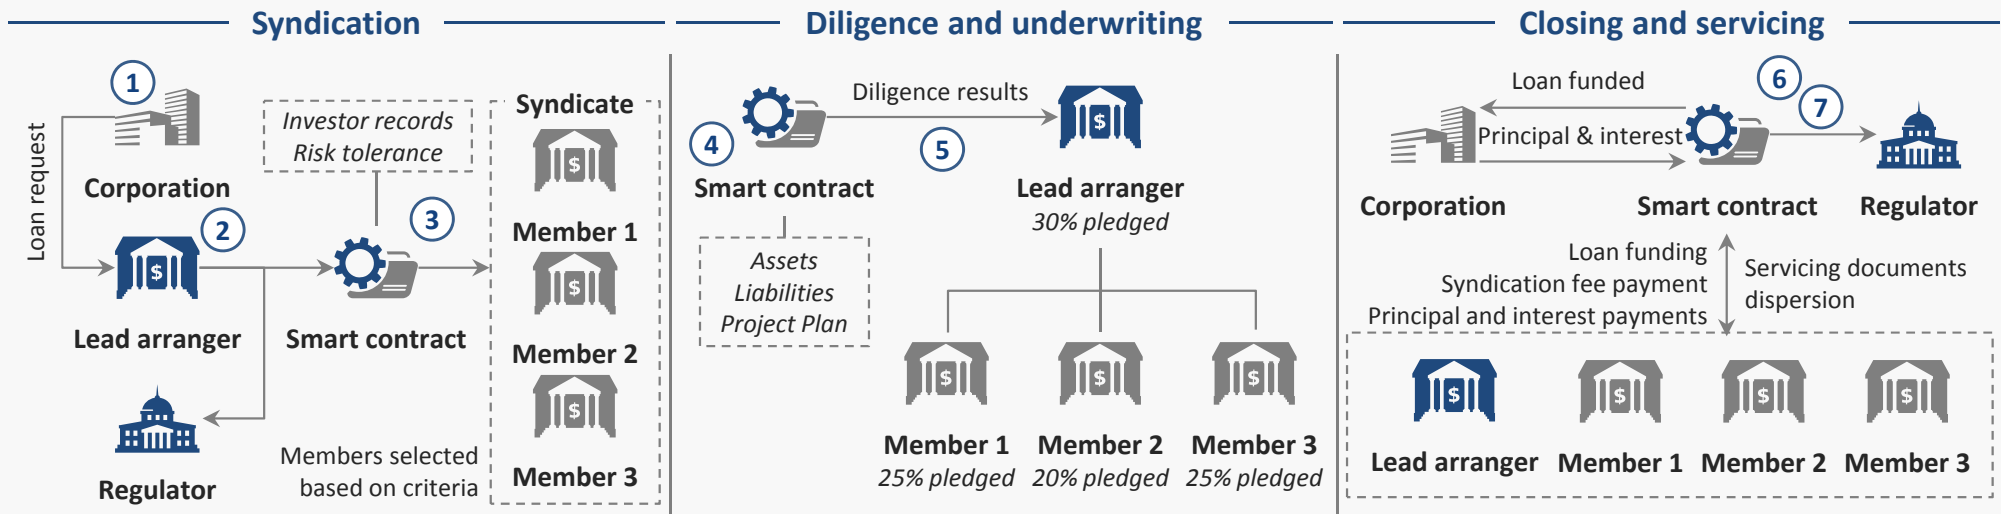 Syndication
1
Loan request
Corporation
Investor records
Risk tolerance
2
Lead arranger
3
Smart contract
Regulator
Members selected
based on criteria
Syndicate
$
Member 1
$
Member 2
$
Member 3
$
Diligence and underwriting
4
Smart contract
Assets
Liabilities
Project Plan
Diligence results
5
$
Lead arranger
30% pledged
$
Member 1
25% pledged
$
Member 2
20% pledged
$
Member 3
25% pledged
Closing and servicing
Loan funded
Principal & interest
6
7
Corporation
Smart contract
Regulator
Loan funding
Syndication fee payment
Principal and interest payments
Servicing documents
dispersion
$
Lead arranger
$
Member 1
$
Member 2
$
Member 3